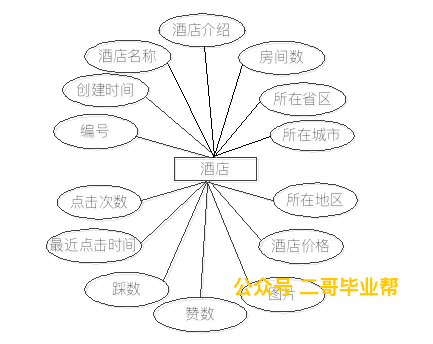 酒店介绍
酒店名称
房间数
创建时间
所在省区
编号
所在城市
酒店
点击次数
所在地区
最近点击时间
酒店价格
踩数
图片
公众号 二哥毕业帮
赞数